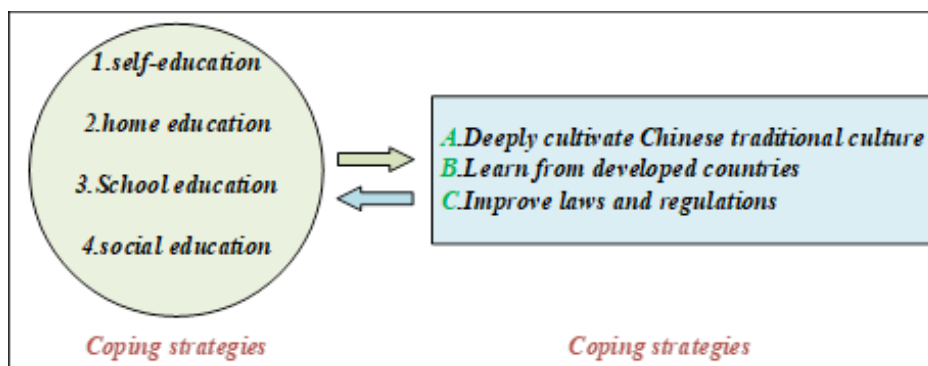 1.self-education
2.home education
3.School education
4.social education
A.Deeply cultivate Chinese traditional culture
B.Learn from developed countries
C.Improve laws and regulations
Coping strategies
Coping strategies